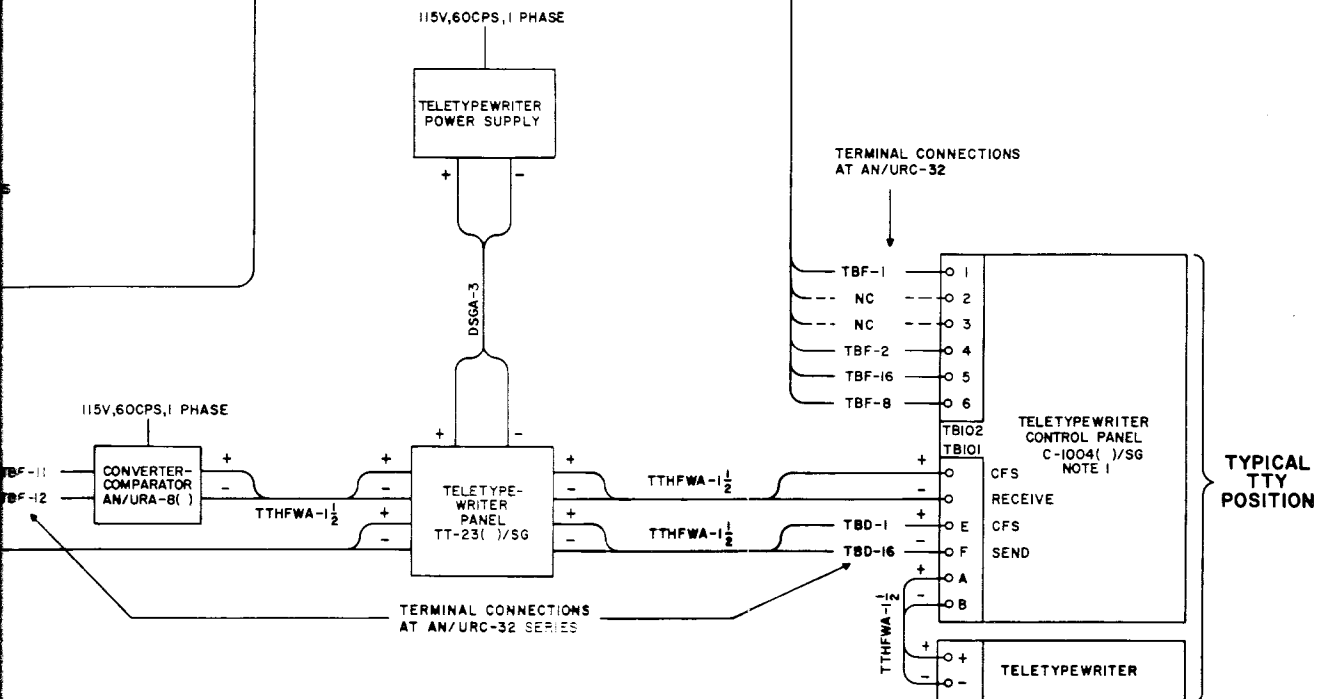 115V,60CPS,1 PHASE
TELETYPEWRITER
POWER SUPPLY
+ -
DSGA-3
+ -
TERMINAL CONNECTIONS
AT AN/URC-32
TBF-1 1
NC 2
NC 3
TBF-2 4
TBF-16 5
TBF-8 6
TB102
TB101
TELETYPEWRITER
CONTROL PANEL
C-1004( )/SG
NOTE 1
TYPICAL
TTY
POSITION
115V,60CPS,1 PHASE
TBF-11
TBF-12
CONVERTER-
COMPARATOR
AN/URA-8( )
+
-
TTHFWA-1½
+
-
+
-
TELETYPE-
WRITER
PANEL
TT-23( )/SG
+
-
+
-
TTHFWA-1½
TTHFWA-1½
+ CFS
- RECEIVE
TBD-1 + E CFS
TBD-16 - F SEND
+ A
- B
TTHFWA-1½
TERMINAL CONNECTIONS
AT AN/URC-32 SERIES
+ +
- -
TELETYPEWRITER